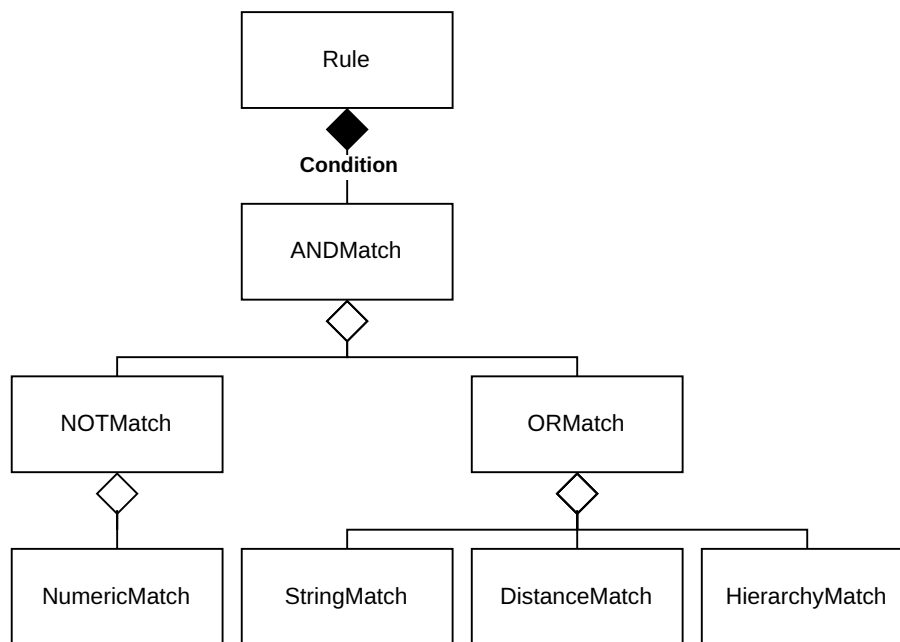 Rule
Condition
ANDMatch
NOTMatch
ORMatch
NumericMatch
StringMatch
DistanceMatch
HierarchyMatch